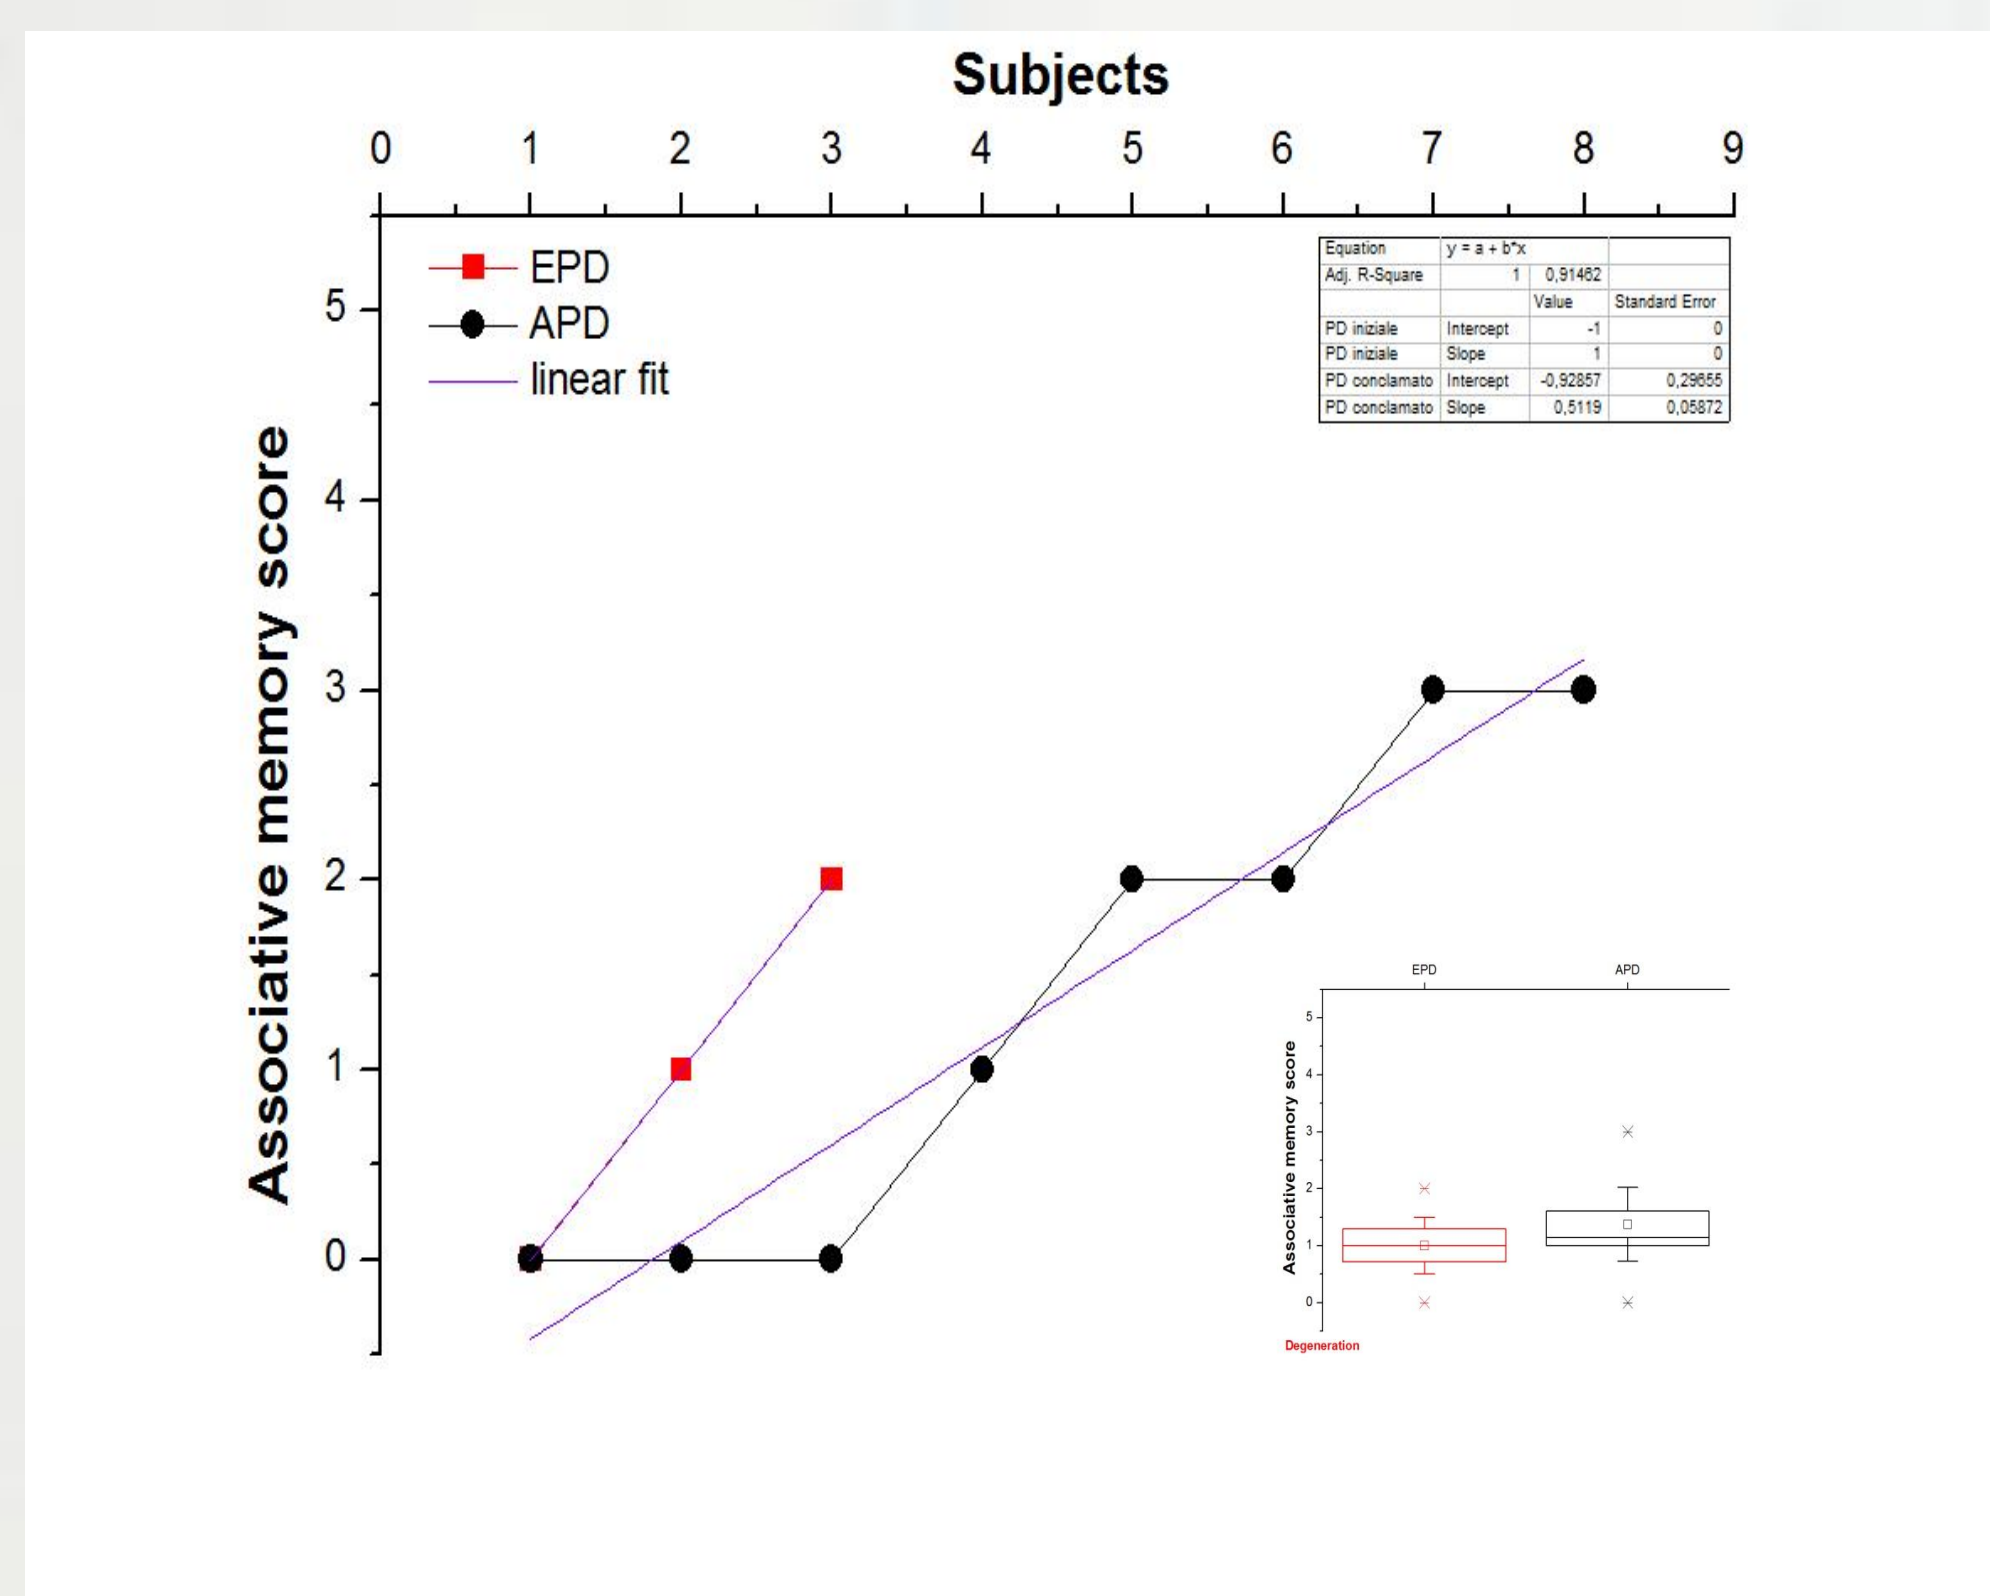 Subjects
0 1 2 3 4 5 6 7 8 9
EPD
APD
linear fit
Equation y = a + b*x
Adj. R-Square 1 0,91462
Value Standard Error
PD iniziale Intercept -1 0
PD iniziale Slope 1 0
PD conclamato Intercept -0,92857 0,29655
PD conclamato Slope 0,5119 0,05872
Associative memory score
5
4
3
2
1
0
EPD APD
Associative memory score
5
4
3
2
1
0
Degeneration